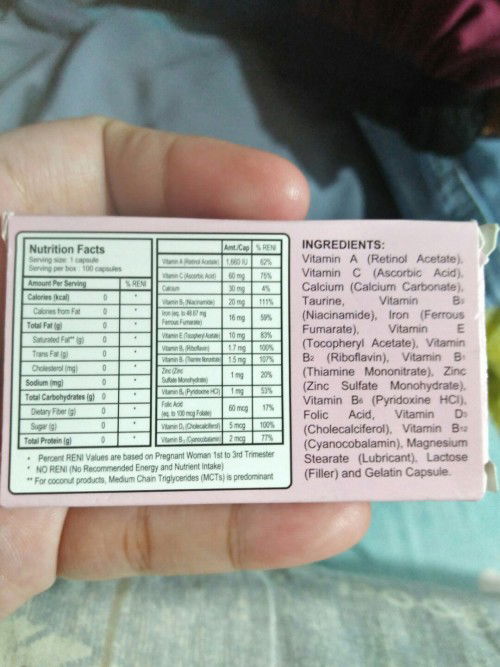 Nutrition Facts
Serving size: 1 capsule
Serving per box : 100 capsules
Amount Per Serving % RENI
Calories (kcal) 0 *
Calories from Fat 0 *
Total Fat (g) 0 *
Saturated Fat** (g) 0 *
Trans Fat (g) 0 *
Cholesterol (mg) 0 *
Sodium (mg) 0 *
Total Carbohydrates (g) 0 *
Dietary Fiber (g) 0 *
Sugar (g) 0 *
Total Protein (g) 0 *
Amt./Cap % RENI
Vitamin A (Retinol Acetate) 1,660 IU 62%
Vitamin C (Ascorbic Acid) 60 mg 75%
Calcium 30 mg 4%
Vitamin B₃ (Niacinamide) 20 mg 111%
Iron (eq. to 48.67 mg
Ferrous Fumarate) 16 mg 59%
Vitamin E (Tocopheryl Acetate) 10 mg 83%
Vitamin B₂ (Riboflavin) 1.7 mg 100%
Vitamin B₁ (Thiamine Mononitrate) 1.5 mg 107%
Zinc (Zinc
Sulfate Monohydrate) 1 mg 20%
Vitamin B₆ (Pyridoxine HCl) 1 mg 53%
Folic Acid
(eq. to 100 mcg Folate) 60 mcg 17%
Vitamin D₃ (Cholecalciferol) 5 mcg 100%
Vitamin B₁₂ (Cyanocobalamin) 2 mcg 77%
* Percent RENI Values are based on Pregnant Woman 1st to 3rd Trimester
* NO RENI (No Recommended Energy and Nutrient Intake)
** For coconut products, Medium Chain Triglycerides (MCTs) is predominant
INGREDIENTS:
Vitamin A (Retinol Acetate),
Vitamin C (Ascorbic Acid),
Calcium (Calcium Carbonate),
Taurine, Vitamin B₃
(Niacinamide), Iron (Ferrous
Fumarate), Vitamin E
(Tocopheryl Acetate), Vitamin
B₂ (Riboflavin), Vitamin B₁
(Thiamine Mononitrate), Zinc
(Zinc Sulfate Monohydrate),
Vitamin B₆ (Pyridoxine HCl),
Folic Acid, Vitamin D₃
(Cholecalciferol), Vitamin B₁₂
(Cyanocobalamin), Magnesium
Stearate (Lubricant), Lactose
(Filler) and Gelatin Capsule.